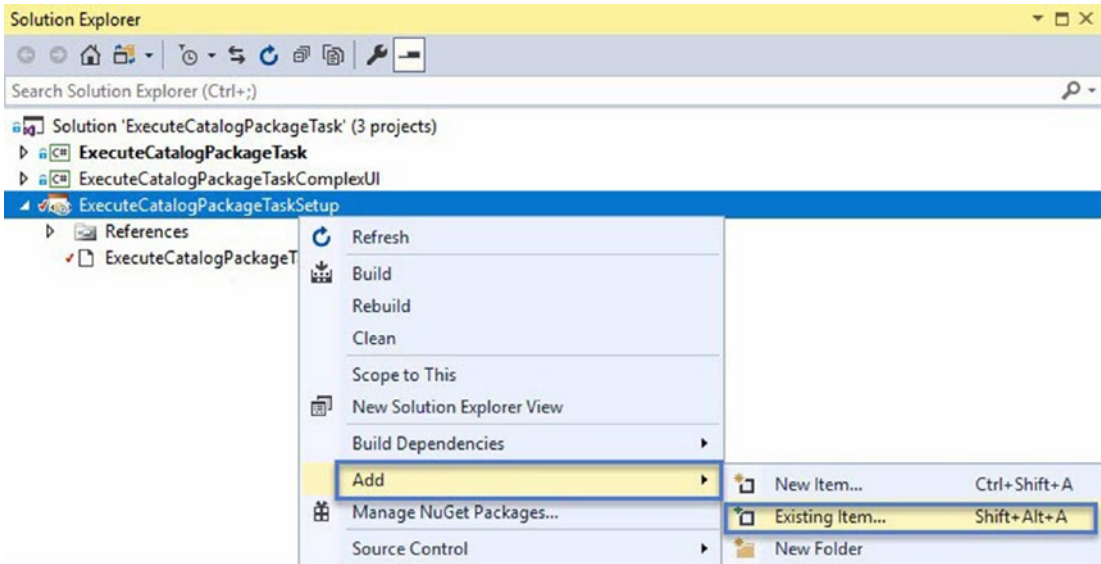 Solution Explorer
Search Solution Explorer (Ctrl+;)
Solution 'ExecuteCatalogPackageTask' (3 projects)
C# ExecuteCatalogPackageTask
C# ExecuteCatalogPackageTaskComplexUI
ExecuteCatalogPackageTaskSetup
References
ExecuteCatalogPackageT
Refresh
Build
Rebuild
Clean
Scope to This
New Solution Explorer View
Build Dependencies
Add
Manage NuGet Packages...
Source Control
New Item... Ctrl+Shift+A
Existing Item... Shift+Alt+A
New Folder